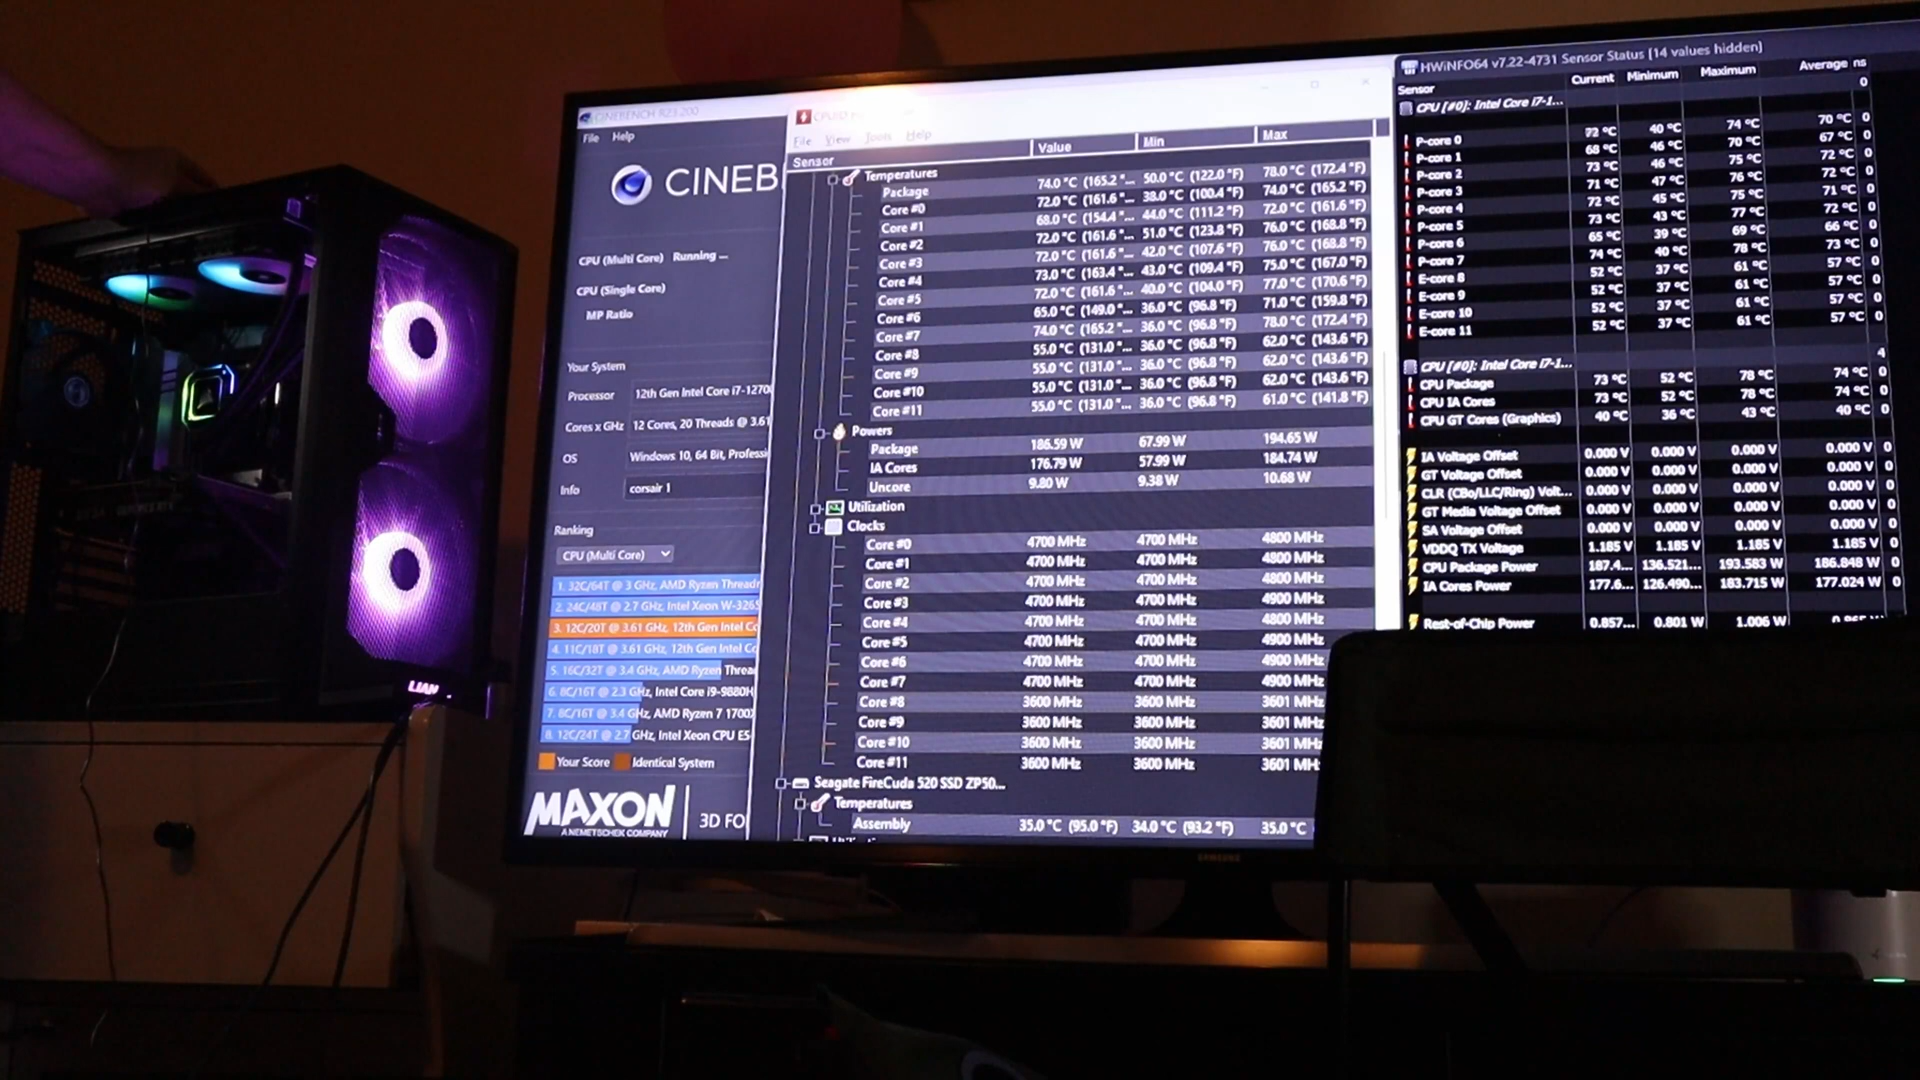 CINEBENCH R23.200
File Help
CINEB
CPU (Multi Core) Running ...
CPU (Single Core)
MP Ratio
Your System
Processor 12th Gen Intel Core i7-1270
Cores x GHz 12 Cores, 20 Threads @ 3.61
OS Windows 10, 64 Bit, Professi
Info corsair 1
Ranking
CPU (Multi Core)
1. 32C/64T @ 3 GHz, AMD Ryzen Threadr
2. 24C/48T @ 2.7 GHz, Intel Xeon W-3265
3. 12C/20T @ 3.61 GHz, 12th Gen Intel Co
4. 11C/18T @ 3.61 GHz, 12th Gen Intel Co
5. 16C/32T @ 3.4 GHz, AMD Ryzen Threa
6. 8C/16T @ 2.3 GHz, Intel Core i9-9880H
7. 8C/16T @ 3.4 GHz, AMD Ryzen 7 1700X
8. 12C/24T @ 2.7 GHz, Intel Xeon CPU E5
Your Score Identical System
MAXON
A NEMETSCHEK COMPANY
3D FO
CPUID
File View Tools Help
Sensor Value Min Max
Temperatures
Package 74.0 °C (165.2 °... 50.0 °C (122.0 °F) 78.0 °C (172.4 °F)
Core #0 72.0 °C (161.6 °... 38.0 °C (100.4 °F) 74.0 °C (165.2 °F)
Core #1 68.0 °C (154.4 °... 44.0 °C (111.2 °F) 72.0 °C (161.6 °F)
Core #2 72.0 °C (161.6 °... 51.0 °C (123.8 °F) 76.0 °C (168.8 °F)
Core #3 72.0 °C (161.6 °... 42.0 °C (107.6 °F) 76.0 °C (168.8 °F)
Core #4 73.0 °C (163.4 °... 43.0 °C (109.4 °F) 75.0 °C (167.0 °F)
Core #5 72.0 °C (161.6 °... 40.0 °C (104.0 °F) 77.0 °C (170.6 °F)
Core #6 65.0 °C (149.0 °... 36.0 °C (96.8 °F) 71.0 °C (159.8 °F)
Core #7 74.0 °C (165.2 °... 36.0 °C (96.8 °F) 78.0 °C (172.4 °F)
Core #8 55.0 °C (131.0 °... 36.0 °C (96.8 °F) 62.0 °C (143.6 °F)
Core #9 55.0 °C (131.0 °... 36.0 °C (96.8 °F) 62.0 °C (143.6 °F)
Core #10 55.0 °C (131.0 °... 36.0 °C (96.8 °F) 62.0 °C (143.6 °F)
Core #11 55.0 °C (131.0 °... 36.0 °C (96.8 °F) 61.0 °C (141.8 °F)
Powers
Package 186.59 W 67.99 W 194.65 W
IA Cores 176.79 W 57.99 W 184.74 W
Uncore 9.80 W 9.38 W 10.68 W
Utilization
Clocks
Core #0 4700 MHz 4700 MHz 4800 MHz
Core #1 4700 MHz 4700 MHz 4800 MHz
Core #2 4700 MHz 4700 MHz 4800 MHz
Core #3 4700 MHz 4700 MHz 4900 MHz
Core #4 4700 MHz 4700 MHz 4800 MHz
Core #5 4700 MHz 4700 MHz 4900 MHz
Core #6 4700 MHz 4700 MHz 4900 MHz
Core #7 4700 MHz 4700 MHz 4900 MHz
Core #8 3600 MHz 3600 MHz 3601 MHz
Core #9 3600 MHz 3600 MHz 3601 MHz
Core #10 3600 MHz 3600 MHz 3601 MHz
Core #11 3600 MHz 3600 MHz 3601 MH
Seagate FireCuda 520 SSD ZP50...
Temperatures
Assembly 35.0 °C (95.0 °F) 34.0 °C (93.2 °F) 35.0 °C
HWiNFO64 v7.22-4731 Sensor Status [14 values hidden]
Sensor Current Minimum Maximum Average ns
CPU [#0]: Intel Core i7-1... 0
P-core 0 72 °C 40 °C 74 °C 70 °C 0
P-core 1 68 °C 46 °C 70 °C 67 °C 0
P-core 2 73 °C 46 °C 75 °C 72 °C 0
P-core 3 71 °C 47 °C 76 °C 72 °C 0
P-core 4 72 °C 45 °C 75 °C 71 °C 0
P-core 5 73 °C 43 °C 77 °C 72 °C 0
P-core 6 65 °C 39 °C 69 °C 66 °C 0
P-core 7 74 °C 40 °C 78 °C 73 °C 0
E-core 8 52 °C 37 °C 61 °C 57 °C 0
E-core 9 52 °C 37 °C 61 °C 57 °C 0
E-core 10 52 °C 37 °C 61 °C 57 °C 0
E-core 11 52 °C 37 °C 61 °C 57 °C 0
CPU [#0]: Intel Core i7-1... 4
CPU Package 73 °C 52 °C 78 °C 74 °C 0
CPU IA Cores 73 °C 52 °C 78 °C 74 °C 0
CPU GT Cores (Graphics) 40 °C 36 °C 43 °C 40 °C 0
IA Voltage Offset 0.000 V 0.000 V 0.000 V 0.000 V 0
GT Voltage Offset 0.000 V 0.000 V 0.000 V 0.000 V 0
CLR (CBo/LLC/Ring) Volt... 0.000 V 0.000 V 0.000 V 0.000 V 0
GT Media Voltage Offset 0.000 V 0.000 V 0.000 V 0.000 V 0
SA Voltage Offset 0.000 V 0.000 V 0.000 V 0.000 V 0
VDDQ TX Voltage 1.185 V 1.185 V 1.185 V 1.185 V 0
CPU Package Power 187.4... 136.521... 193.583 W 186.848 W 0
IA Cores Power 177.6... 126.490... 183.715 W 177.024 W 0
Rest-of-Chip Power 0.857... 0.801 W 1.006 W
LIAN
SAMSUNG